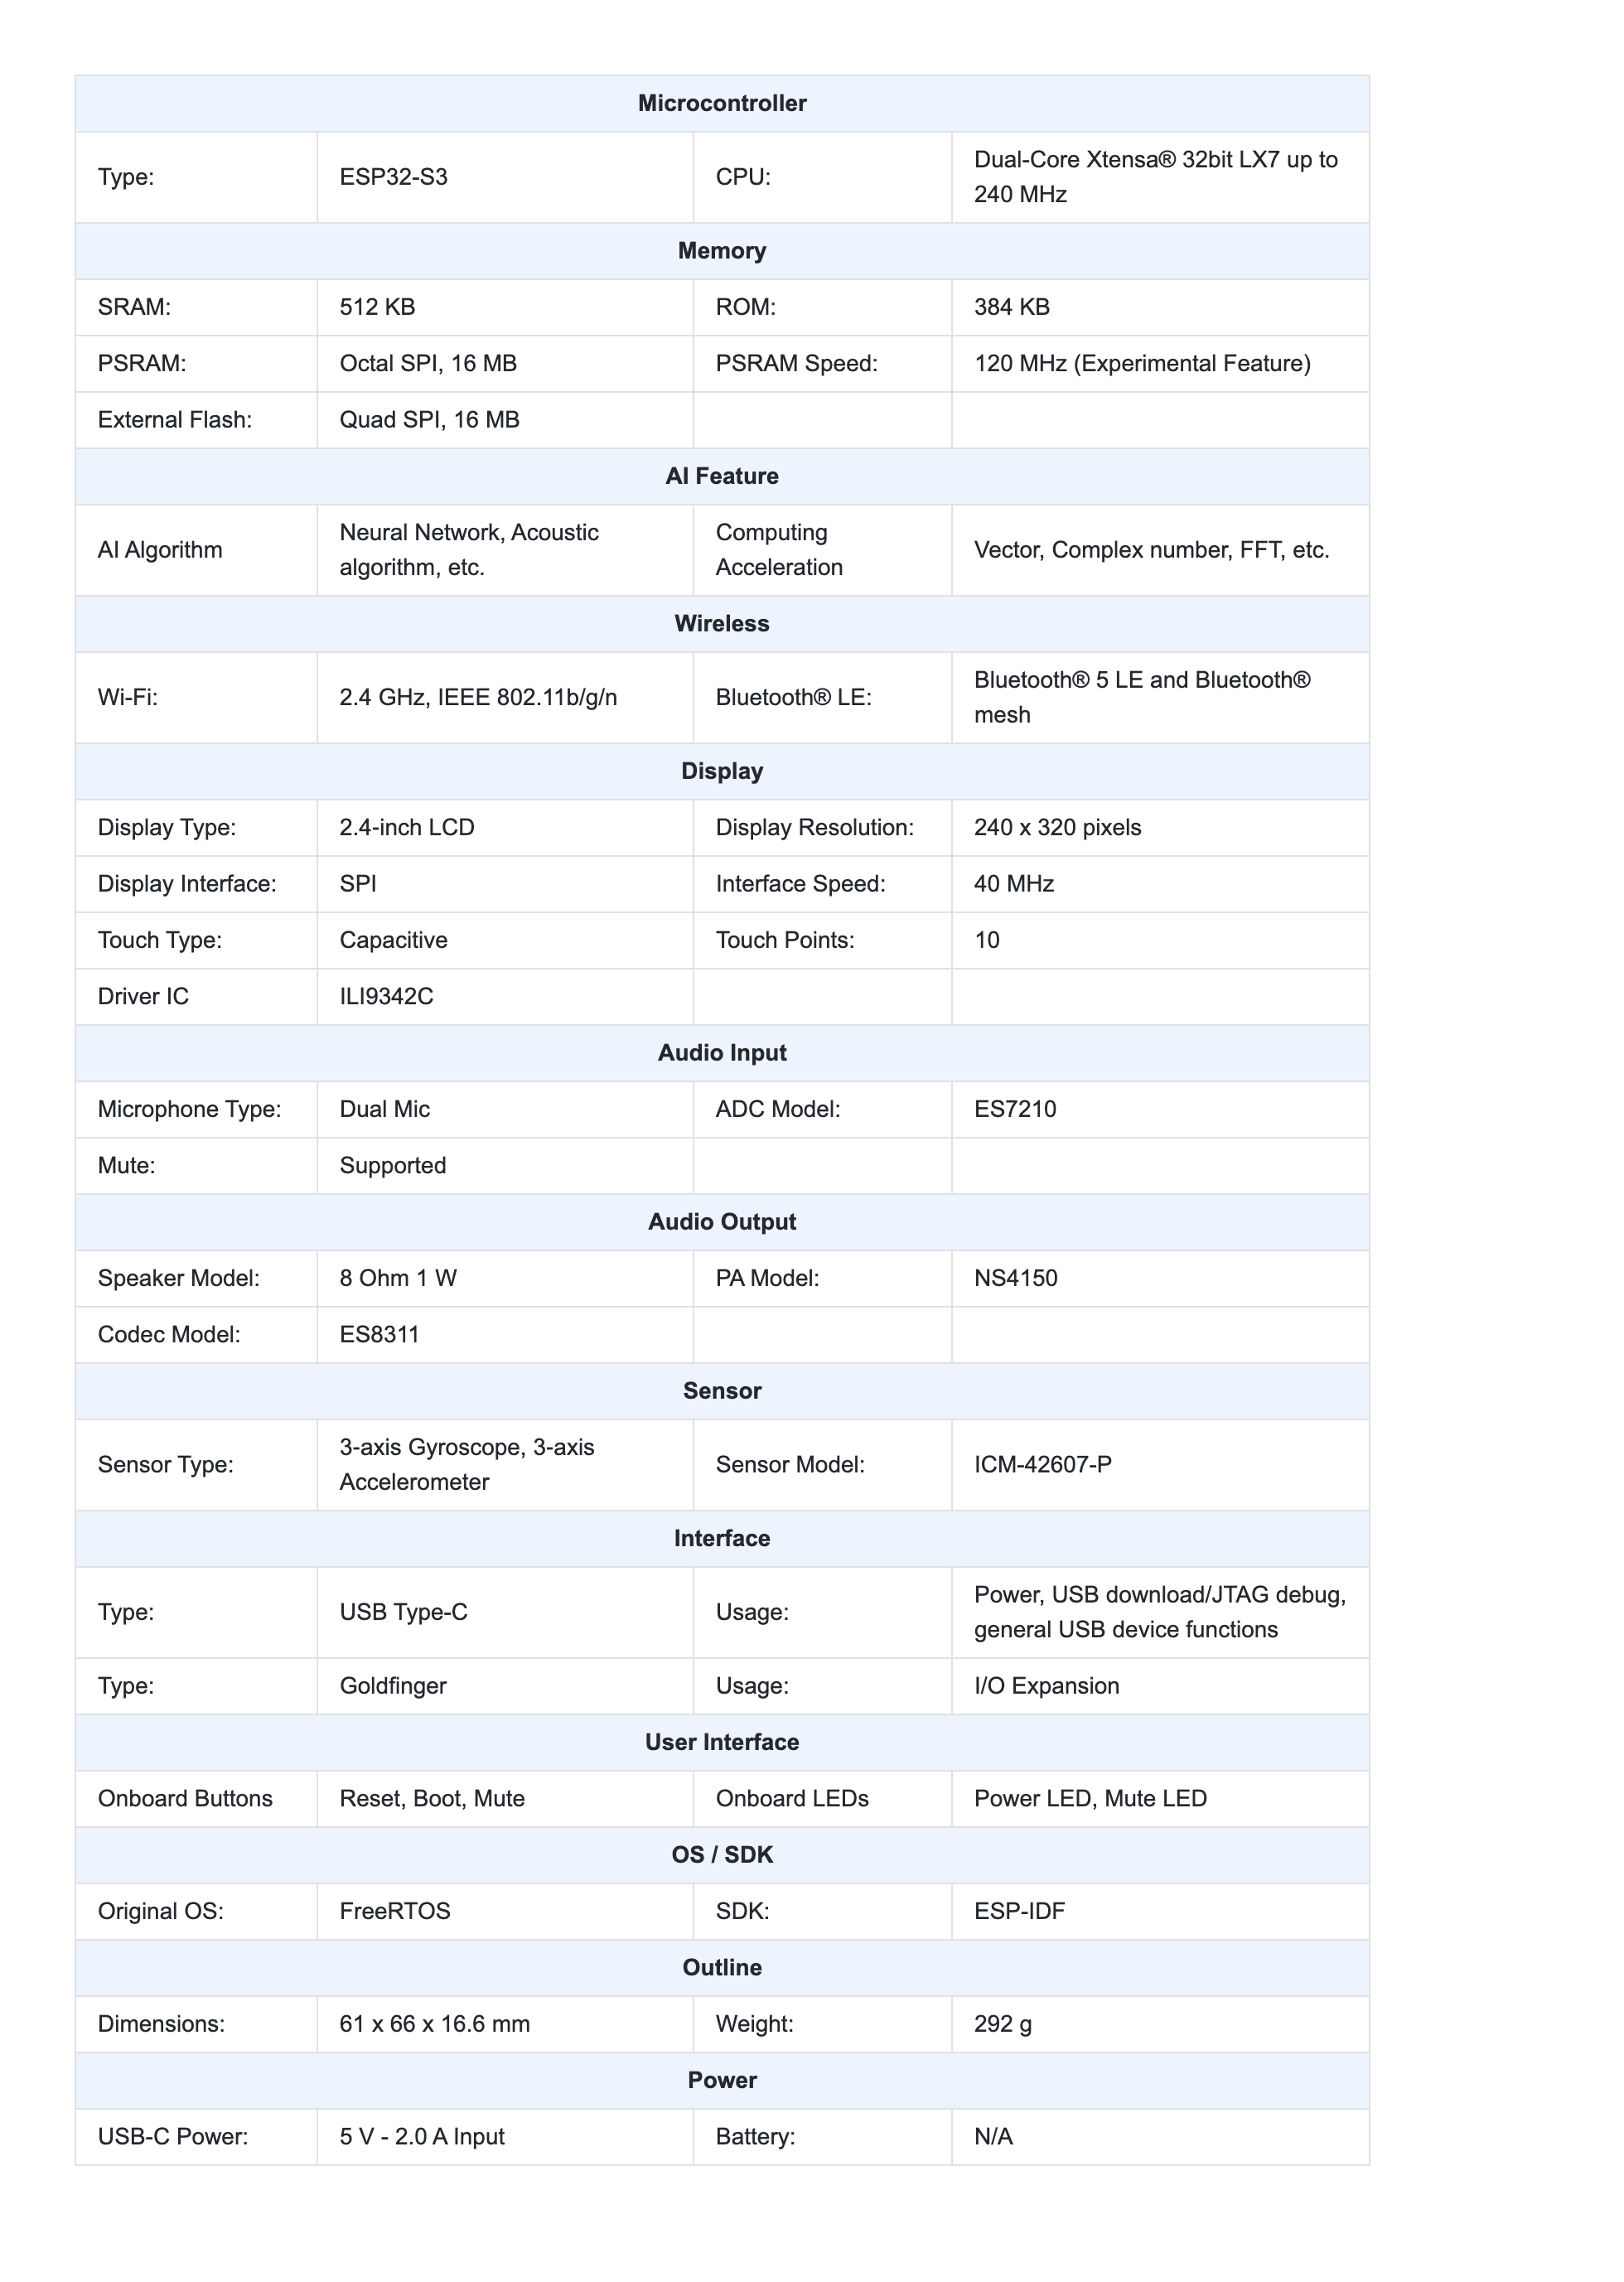 Microcontroller
Type: ESP32-S3 CPU: Dual-Core Xtensa® 32bit LX7 up to
240 MHz
Memory
SRAM: 512 KB ROM: 384 KB
PSRAM: Octal SPI, 16 MB PSRAM Speed: 120 MHz (Experimental Feature)
External Flash: Quad SPI, 16 MB
AI Feature
AI Algorithm Neural Network, Acoustic
algorithm, etc. Computing
Acceleration Vector, Complex number, FFT, etc.
Wireless
Wi-Fi: 2.4 GHz, IEEE 802.11b/g/n Bluetooth® LE: Bluetooth® 5 LE and Bluetooth®
mesh
Display
Display Type: 2.4-inch LCD Display Resolution: 240 x 320 pixels
Display Interface: SPI Interface Speed: 40 MHz
Touch Type: Capacitive Touch Points: 10
Driver IC ILI9342C
Audio Input
Microphone Type: Dual Mic ADC Model: ES7210
Mute: Supported
Audio Output
Speaker Model: 8 Ohm 1 W PA Model: NS4150
Codec Model: ES8311
Sensor
Sensor Type: 3-axis Gyroscope, 3-axis
Accelerometer Sensor Model: ICM-42607-P
Interface
Type: USB Type-C Usage: Power, USB download/JTAG debug,
general USB device functions
Type: Goldfinger Usage: I/O Expansion
User Interface
Onboard Buttons Reset, Boot, Mute Onboard LEDs Power LED, Mute LED
OS / SDK
Original OS: FreeRTOS SDK: ESP-IDF
Outline
Dimensions: 61 x 66 x 16.6 mm Weight: 292 g
Power
USB-C Power: 5 V - 2.0 A Input Battery: N/A